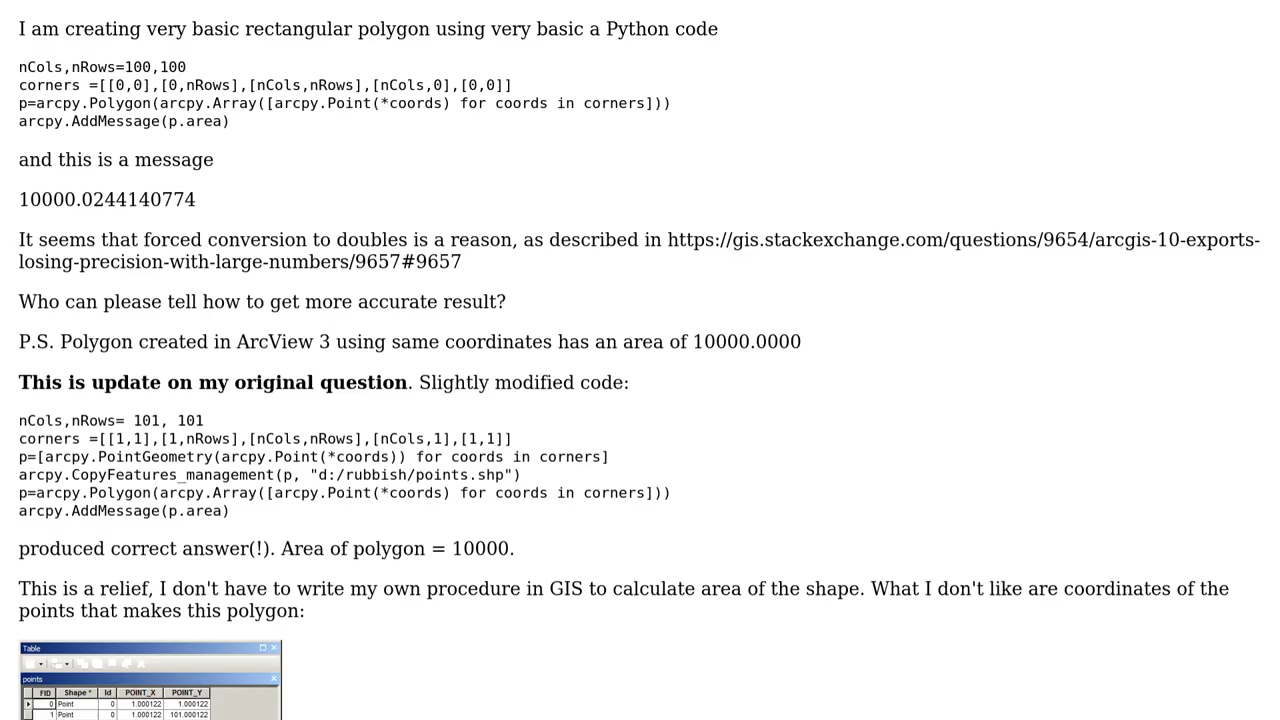 I am creating very basic rectangular polygon using very basic a Python code
nCols,nRows=100,100
corners =[[0,0],[0,nRows],[nCols,nRows],[nCols,0],[0,0]]
p=arcpy.Polygon(arcpy.Array([arcpy.Point(*coords) for coords in corners]))
arcpy.AddMessage(p.area)
and this is a message
10000.0244140774
It seems that forced conversion to doubles is a reason, as described in https://gis.stackexchange.com/questions/9654/arcgis-10-exports-
losing-precision-with-large-numbers/9657#9657
Who can please tell how to get more accurate result?
P.S. Polygon created in ArcView 3 using same coordinates has an area of 10000.0000
This is update on my original question. Slightly modified code:
nCols,nRows= 101, 101
corners =[[1,1],[1,nRows],[nCols,nRows],[nCols,1],[1,1]]
p=[arcpy.PointGeometry(arcpy.Point(*coords)) for coords in corners]
arcpy.CopyFeatures_management(p, "d:/rubbish/points.shp")
p=arcpy.Polygon(arcpy.Array([arcpy.Point(*coords) for coords in corners]))
arcpy.AddMessage(p.area)
produced correct answer(!). Area of polygon = 10000.
This is a relief, I don't have to write my own procedure in GIS to calculate area of the shape. What I don't like are coordinates of the
points that makes this polygon:
Table
points
FID Shape * Id POINT_X POINT_Y
0 Point 0 1.000122 1.000122
1 Point 0 1.000122 101.000122